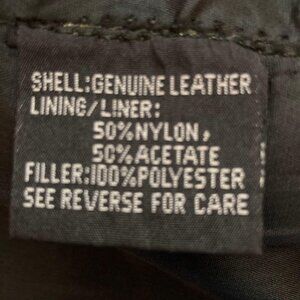 SHELL:GENUINE LEATHER
LINING/LINER:
50%NYLON,
50%ACETATE
FILLER:100%POLYESTER
SEE REVERSE FOR CARE